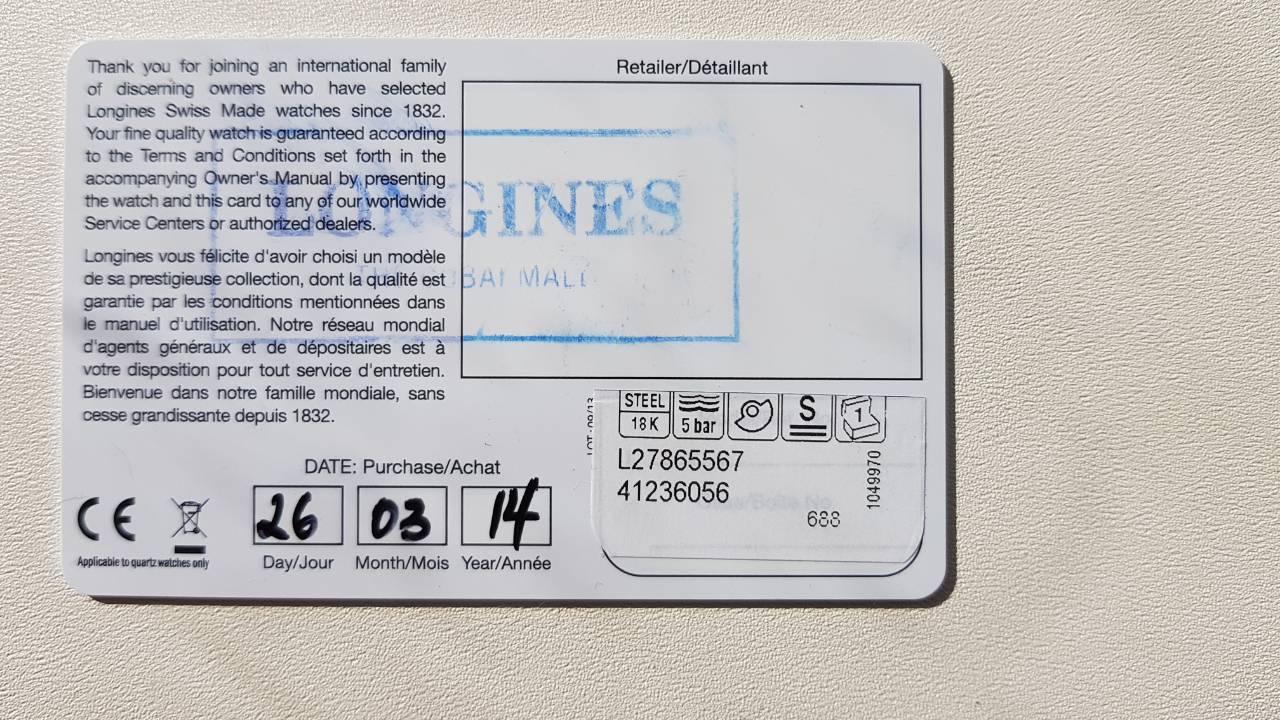 Thank you for joining an international family
of discerning owners who have selected
Longines Swiss Made watches since 1832.
Your fine quality watch is guaranteed according
to the Terms and Conditions set forth in the
accompanying Owner's Manual by presenting
the watch and this card to any of our worldwide
Service Centers or authorized dealers.
Longines vous félicite d'avoir choisi un modèle
de sa prestigieuse collection, dont la qualité est
garantie par les conditions mentionnées dans
le manuel d'utilisation. Notre réseau mondial
d'agents généraux et de dépositaires est à
votre disposition pour tout service d'entretien.
Bienvenue dans notre famille mondiale, sans
cesse grandissante depuis 1832.
Retailer/Détaillant
LONGINES
THE DUBAI MALL
DATE: Purchase/Achat
26 03 14
Day/Jour Month/Mois Year/Année
CE
Applicable to quartz watches only
STEEL
18 K
5 bar
S
1
L27865567
41236056
688
1049970